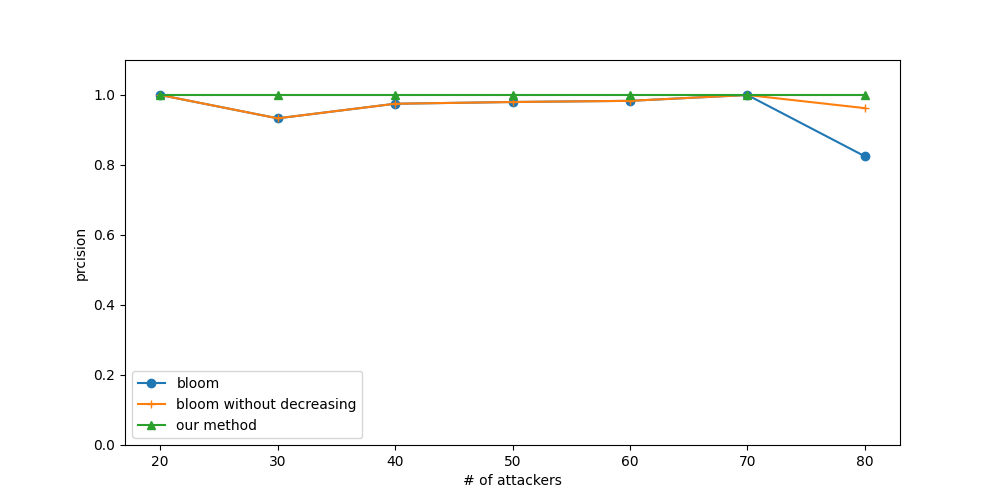 1.0
0.8
0.6
0.4
0.2
0.0
prcision
bloom
bloom without decreasing
our method
20 30 40 50 60 70 80
# of attackers